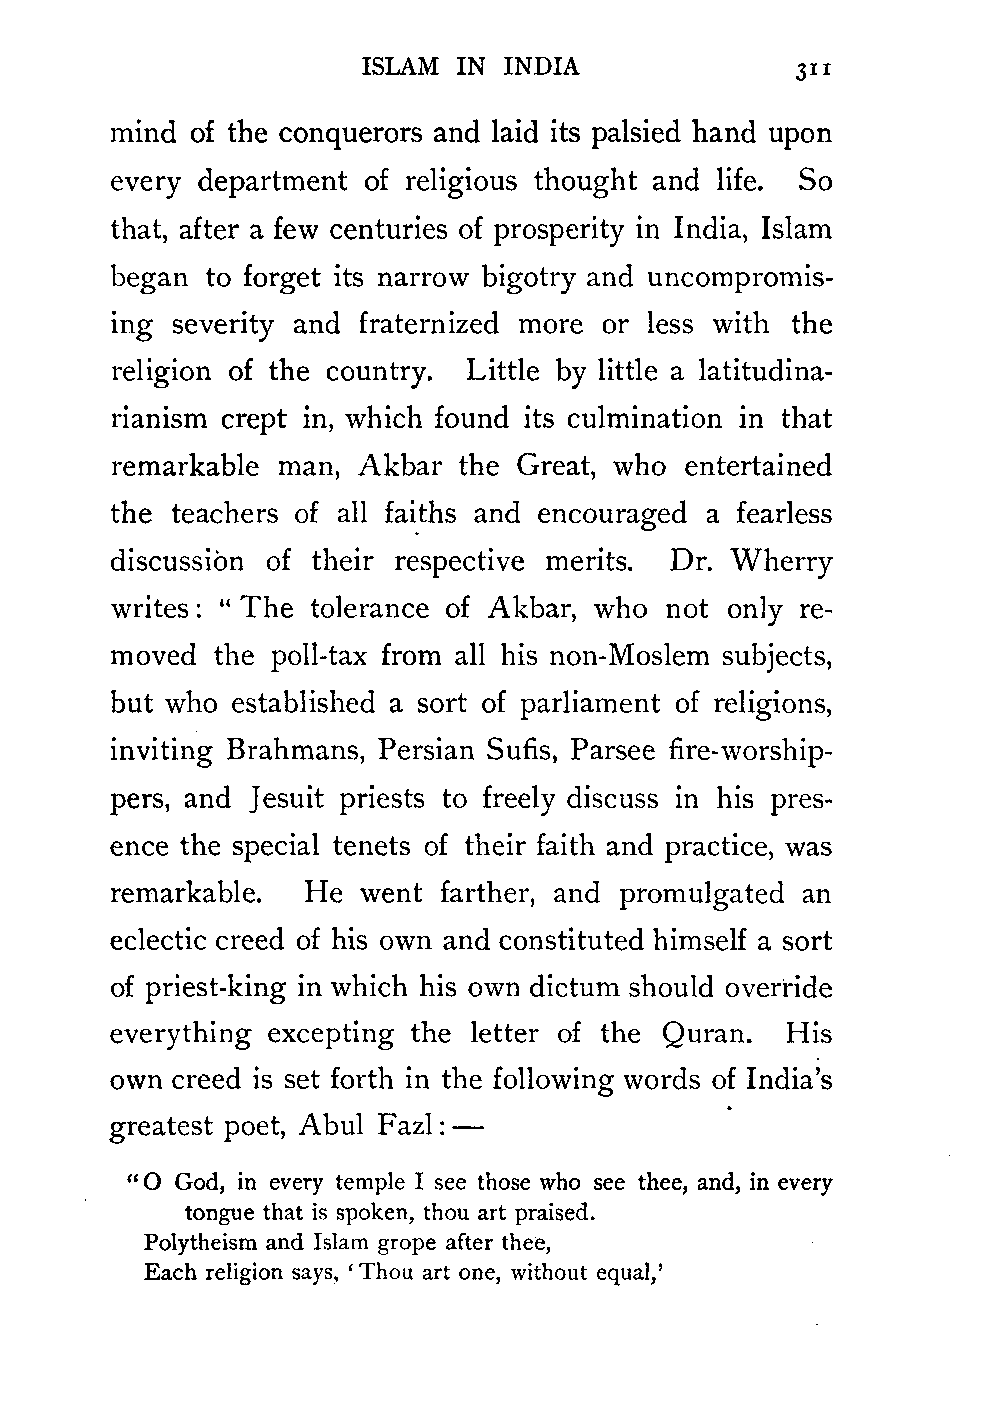 ISLAM IN INDIA 311
mind of the conquerors and laid its palsied hand upon
every department of religious thought and life. So
that, after a few centuries of prosperity in India, Islam
began to forget its narrow bigotry and uncompromis-
ing severity and fraternized more or less with the
religion of the country. Little by little a latitudina-
rianism crept in, which found its culmination in that
remarkable man, Akbar the Great, who entertained
the teachers of all faiths and encouraged a fearless
discussion of their respective merits. Dr. Wherry
writes: “The tolerance of Akbar, who not only re-
moved the poll-tax from all his non-Moslem subjects,
but who established a sort of parliament of religions,
inviting Brahmans, Persian Sufis, Parsee fire-worship-
pers, and Jesuit priests to freely discuss in his pres-
ence the special tenets of their faith and practice, was
remarkable. He went farther, and promulgated an
eclectic creed of his own and constituted himself a sort
of priest-king in which his own dictum should override
everything excepting the letter of the Quran. His
own creed is set forth in the following words of India's
greatest poet, Abul Fazl:—
“O God, in every temple I see those who see thee, and, in every
tongue that is spoken, thou art praised.
Polytheism and Islam grope after thee,
Each religion says, ‘Thou art one, without equal,’